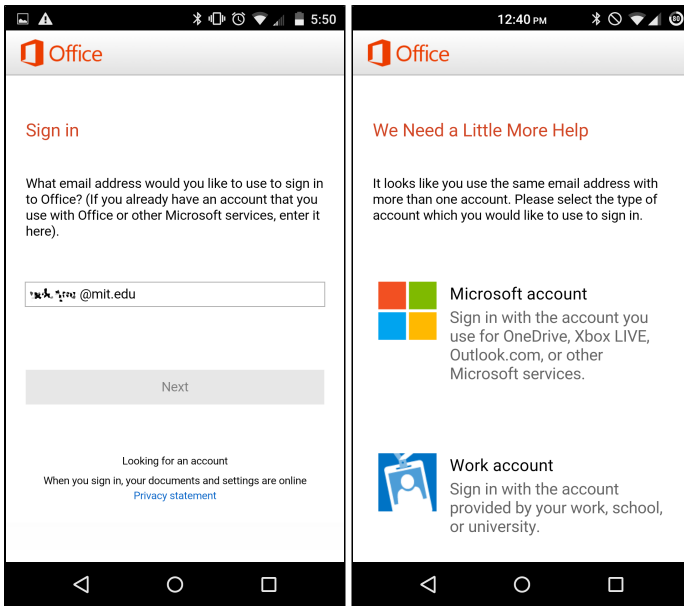 5:50
Office
Sign in
What email address would you like to use to sign in
to Office? (If you already have an account that you
use with Office or other Microsoft services, enter it
here).
@mit.edu
Next
Looking for an account
When you sign in, your documents and settings are online
Privacy statement
12:40 PM
80
Office
We Need a Little More Help
It looks like you use the same email address with
more than one account. Please select the type of
account which you would like to use to sign in.
Microsoft account
Sign in with the account you
use for OneDrive, Xbox LIVE,
Outlook.com, or other
Microsoft services.
Work account
Sign in with the account
provided by your work, school,
or university.